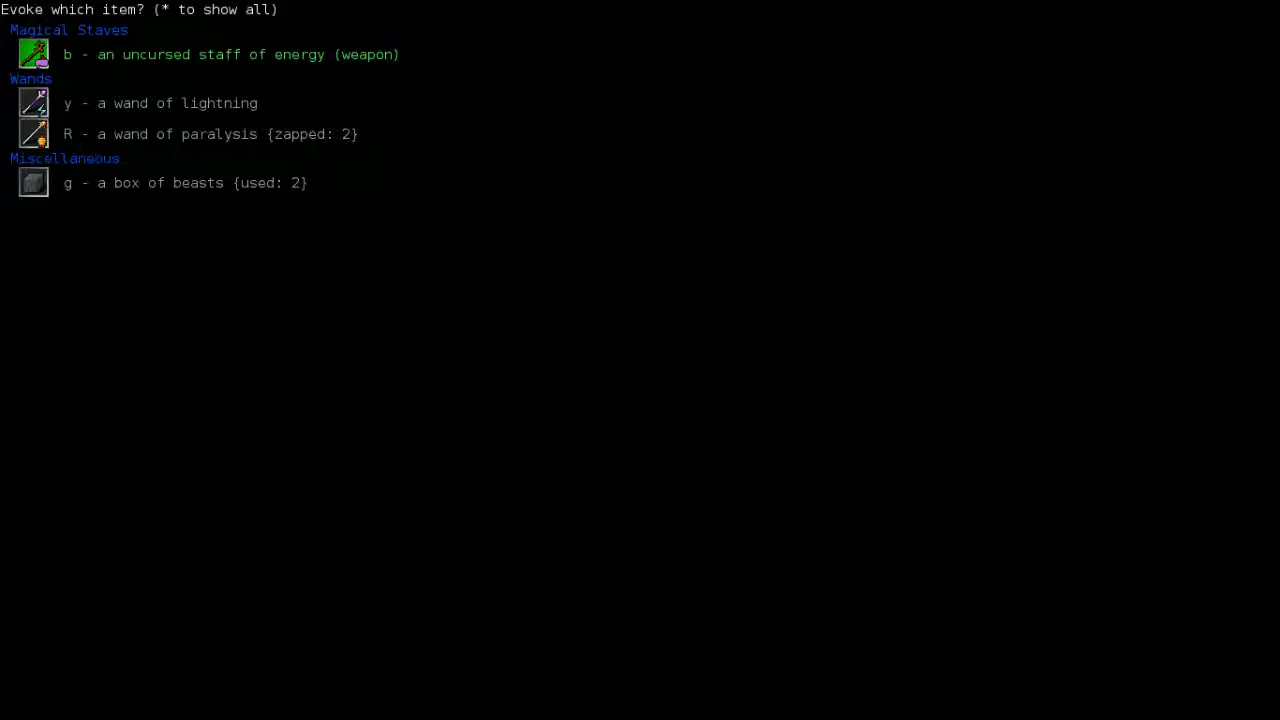 Evoke which item? (* to show all)
Magical Staves
b - an uncursed staff of energy (weapon)
Wands
y - a wand of lightning
R - a wand of paralysis {zapped: 2}
Miscellaneous
g - a box of beasts {used: 2}